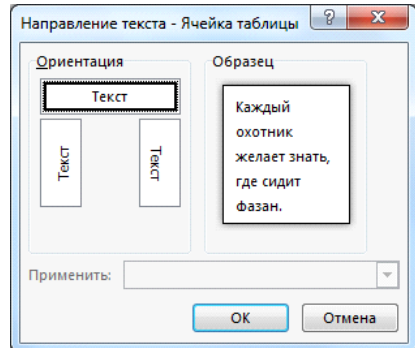 Направление текста - Ячейка таблицы
Ориентация
Текст
Текст
Текст
Образец
Каждый
охотник
желает знать,
где сидит
фазан.
Применить:
ОК
Отмена